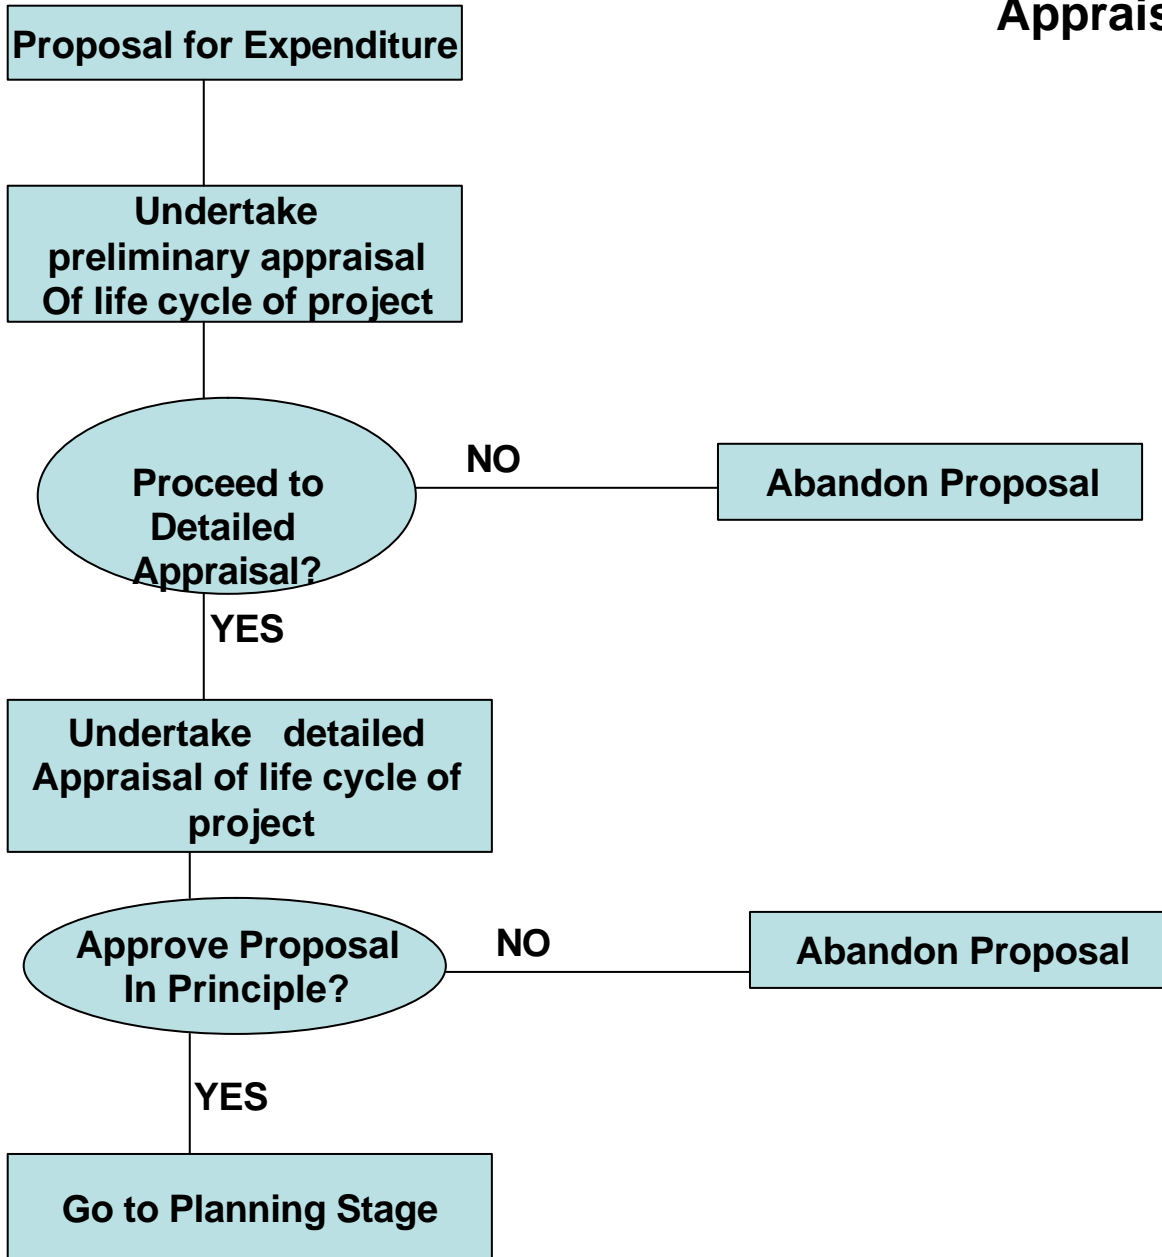 Apprais
Proposal for Expenditure
Undertake
preliminary appraisal
Of life cycle of project
Proceed to
Detailed
Appraisal?
NO
Abandon Proposal
YES
Undertake detailed
Appraisal of life cycle of
project
Approve Proposal
In Principle?
NO
Abandon Proposal
YES
Go to Planning Stage